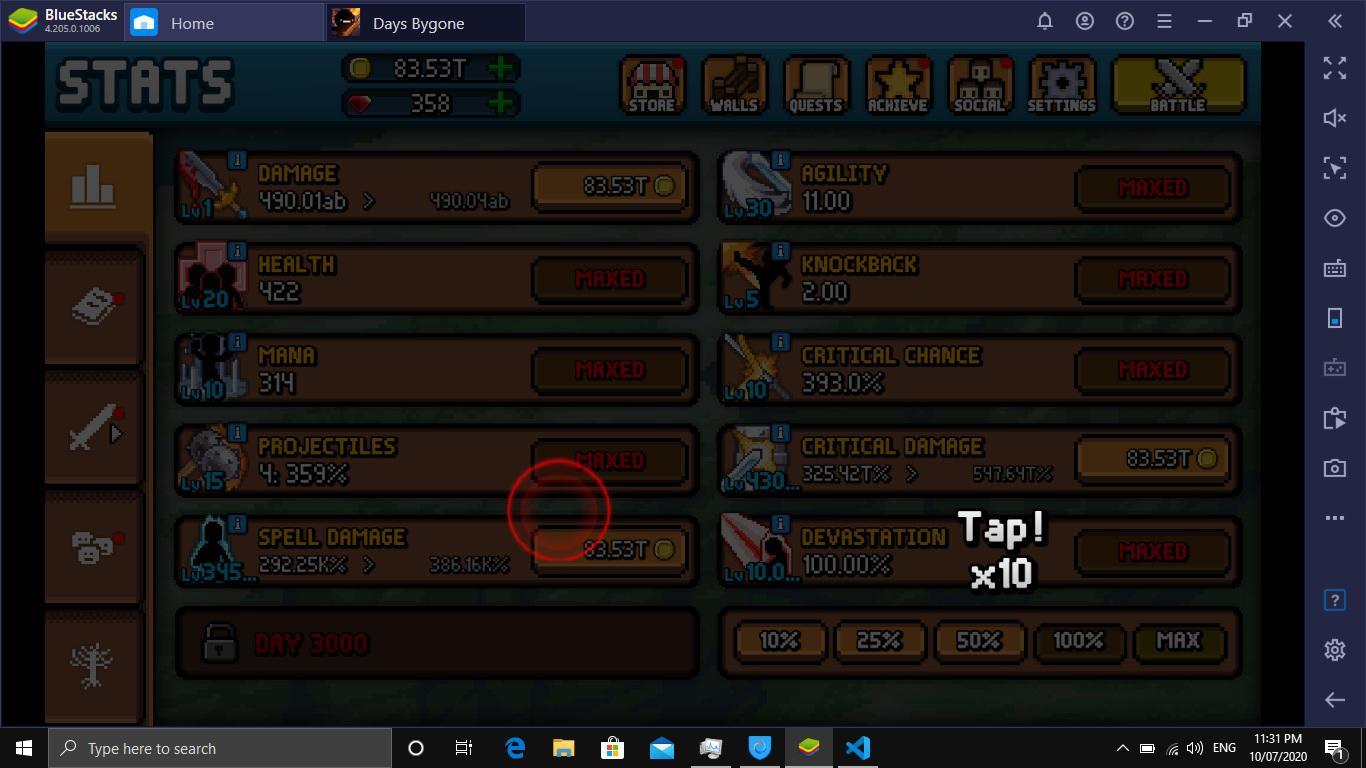 BlueStacks
4.205.0.1006
Home
Days Bygone
STATS
83.53T
358
STORE
WALLS
QUESTS
ACHIEVE
SOCIAL
SETTINGS
BATTLE
DAMAGE
490.01ab > 490.04ab
Lv1
83.53T
AGILITY
11.00
Lv30
MAXED
HEALTH
422
Lv20
MAXED
KNOCKBACK
2.00
Lv5
MAXED
MANA
314
Lv10
MAXED
CRITICAL CHANCE
393.0%
Lv10
MAXED
PROJECTILES
4: 359%
Lv15
MAXED
CRITICAL DAMAGE
325.42T% > 547.64T%
Lv430...
83.53T
SPELL DAMAGE
292.25K% > 386.16K%
Lv345...
83.53T
DEVASTATION
100.00%
Lv10.0...
MAXED
Tap!
x10
DAY 3000
10%
25%
50%
100%
MAX
Type here to search
ENG
11:31 PM
10/07/2020
1